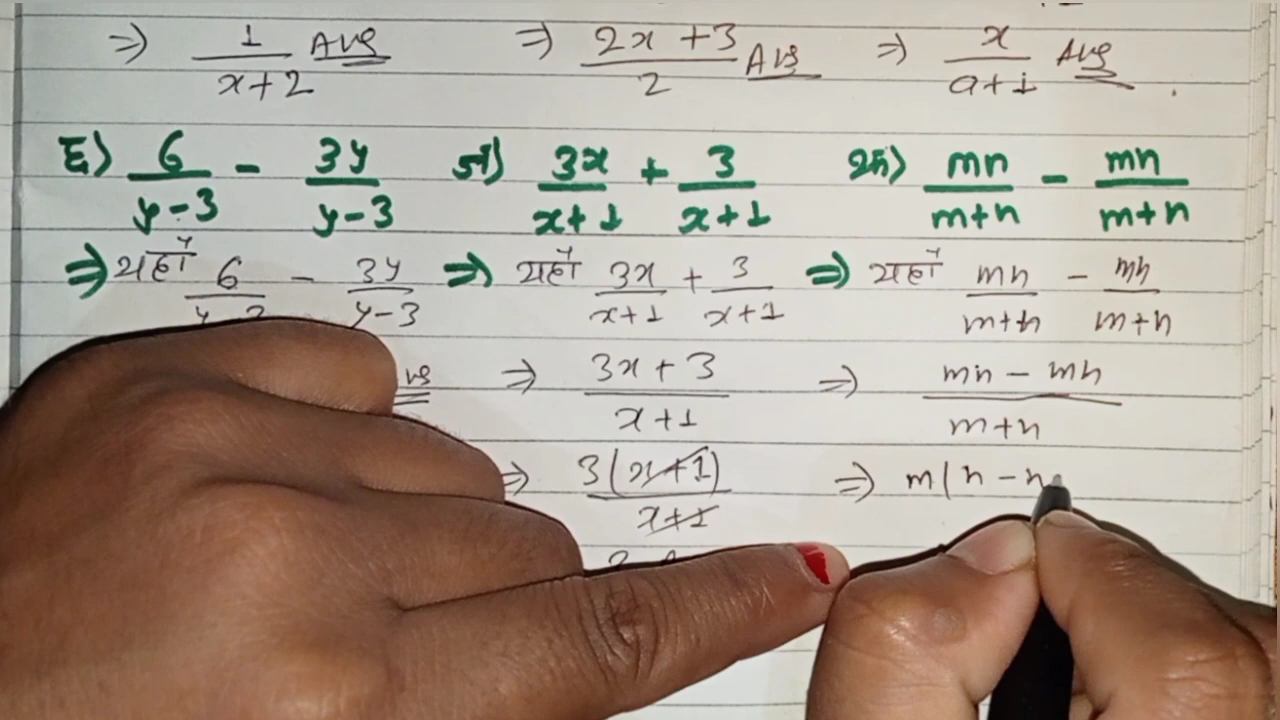 ⇒ 1/(x+2) Ans ⇒ (2x+3)/2 Ans ⇒ x/(a+1) Ans
ङ) 6/(y-3) - 3y/(y-3) च) 3x/(x+1) + 3/(x+1) छ) mn/(m+n) - mn/(m+n)
⇒ यहाँ 6/(y-3) - 3y/(y-3) ⇒ यहाँ 3x/(x+1) + 3/(x+1) ⇒ यहाँ mn/(m+n) - mn/(m+n)
⇒ (3x+3)/(x+1) ⇒ (mn-mn)/(m+n)
⇒ 3(x+1)/(x+1) ⇒ m(n-n